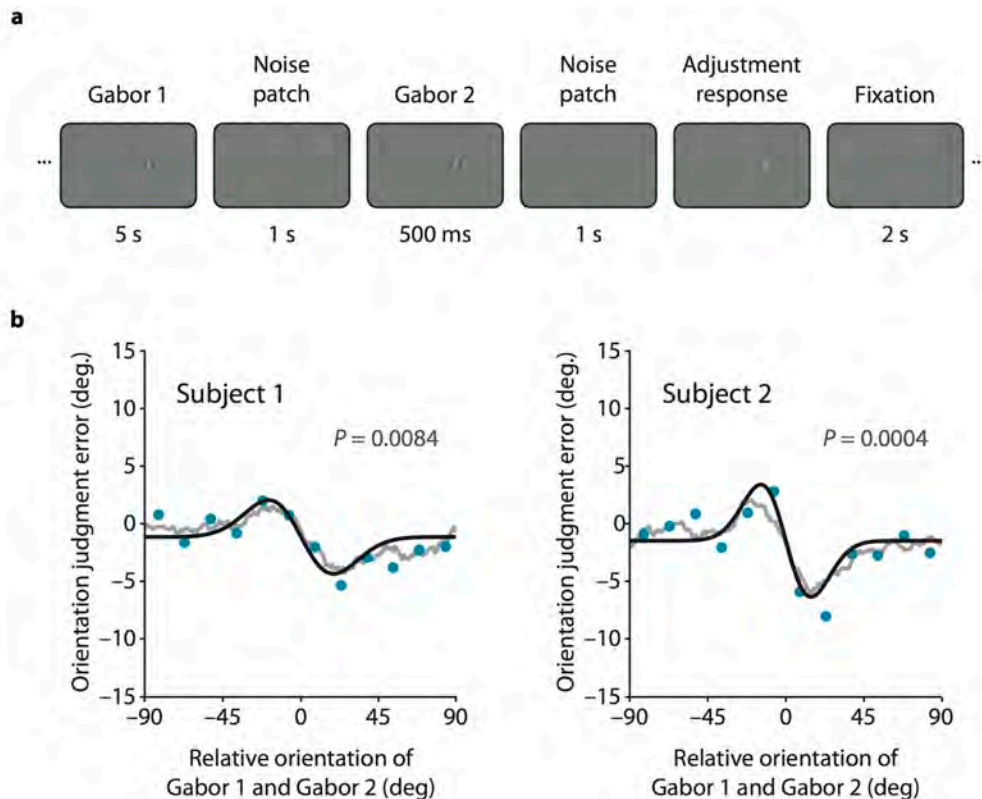 a
Gabor 1
Noise
patch
Gabor 2
Noise
patch
Adjustment
response
Fixation
...
...
5 s
1 s
500 ms
1 s
2 s
b
Orientation judgment error (deg.)
15
10
5
0
−5
−10
−15
Subject 1
P = 0.0084
−90
−45
0
45
90
Relative orientation of
Gabor 1 and Gabor 2 (deg)
Orientation judgment error (deg.)
15
10
5
0
−5
−10
−15
Subject 2
P = 0.0004
−90
−45
0
45
90
Relative orientation of
Gabor 1 and Gabor 2 (deg)